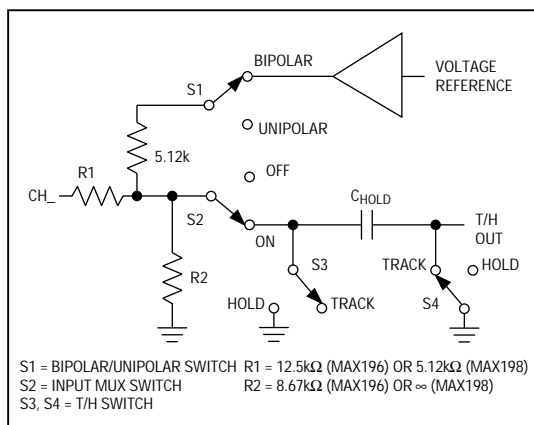 BIPOLAR
VOLTAGE
REFERENCE
S1
UNIPOLAR
5.12k
OFF
R1
CH_
S2
CHOLD
T/H
OUT
ON
S3
TRACK
HOLD
R2
HOLD
TRACK
S4
S1 = BIPOLAR/UNIPOLAR SWITCH R1 = 12.5kΩ (MAX196) OR 5.12kΩ (MAX198)
S2 = INPUT MUX SWITCH R2 = 8.67kΩ (MAX196) OR ∞ (MAX198)
S3, S4 = T/H SWITCH